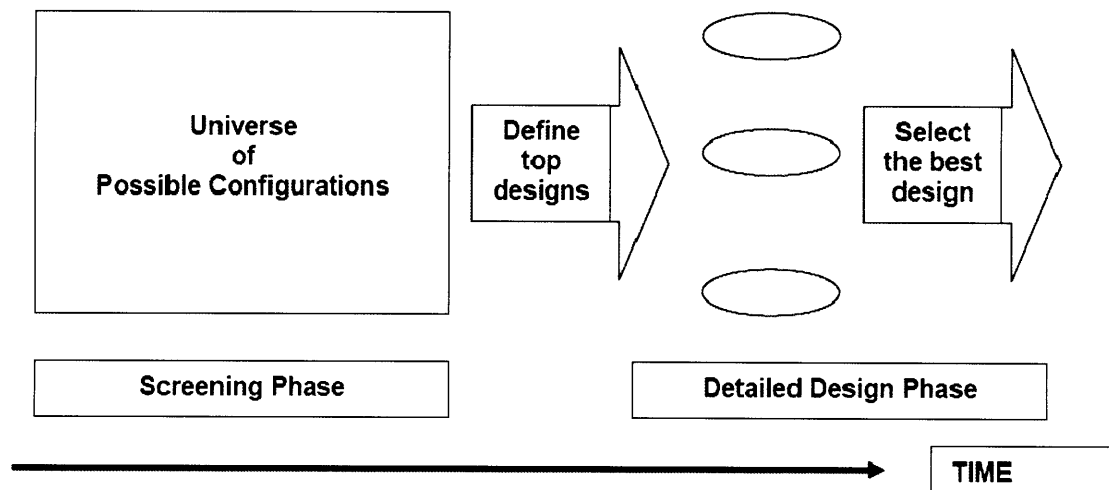 Universe
of
Possible Configurations
Define
top
designs
Select
the best
design
Screening Phase
Detailed Design Phase
TIME